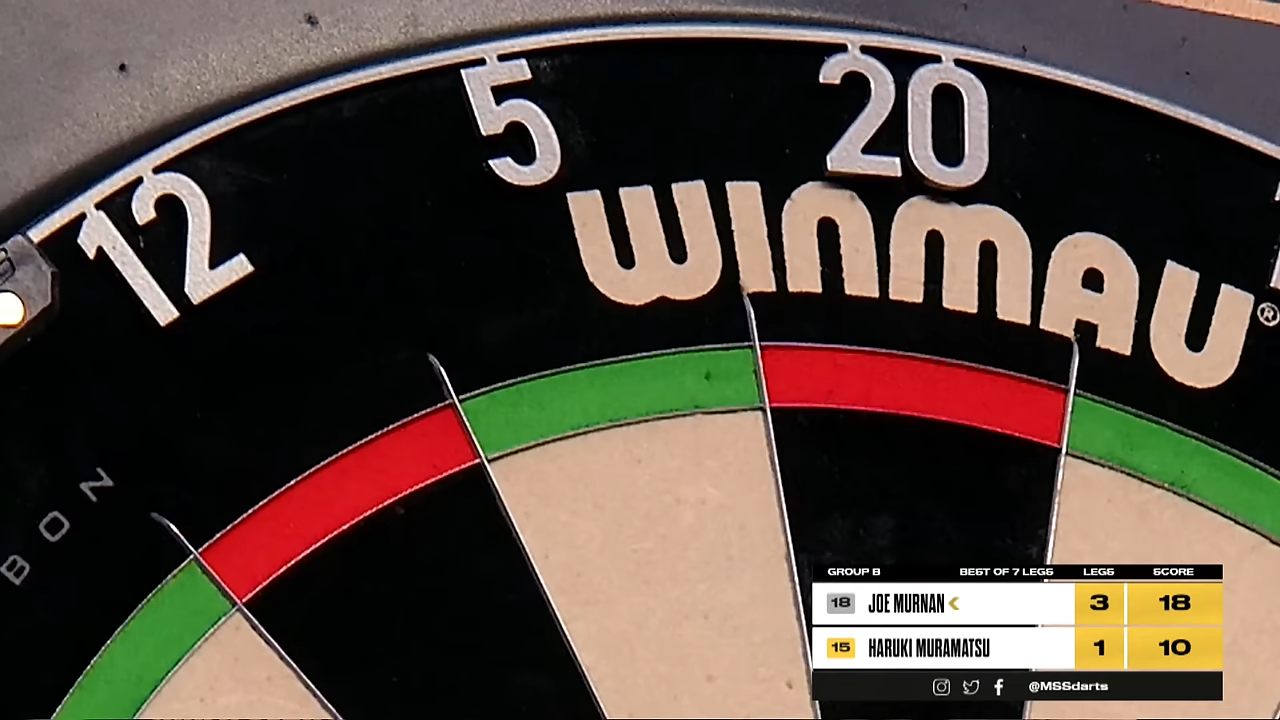 5
20
12
WINMAU®
BON
GROUP B BEST OF 7 LEGS LEGS SCORE
18 JOE MURNAN 3 18
15 HARUKI MURAMATSU 1 10
@MSSdarts